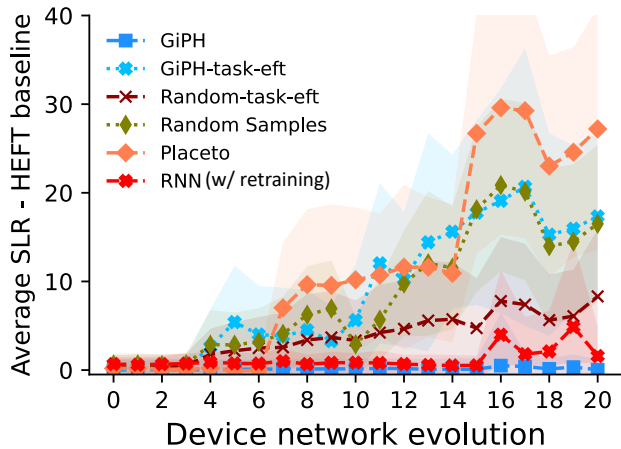 Average SLR - HEFT baseline
40
30
20
10
0
GiPH
GiPH-task-eft
Random-task-eft
Random Samples
Placeto
RNN (w/ retraining)
0 2 4 6 8 10 12 14 16 18 20
Device network evolution